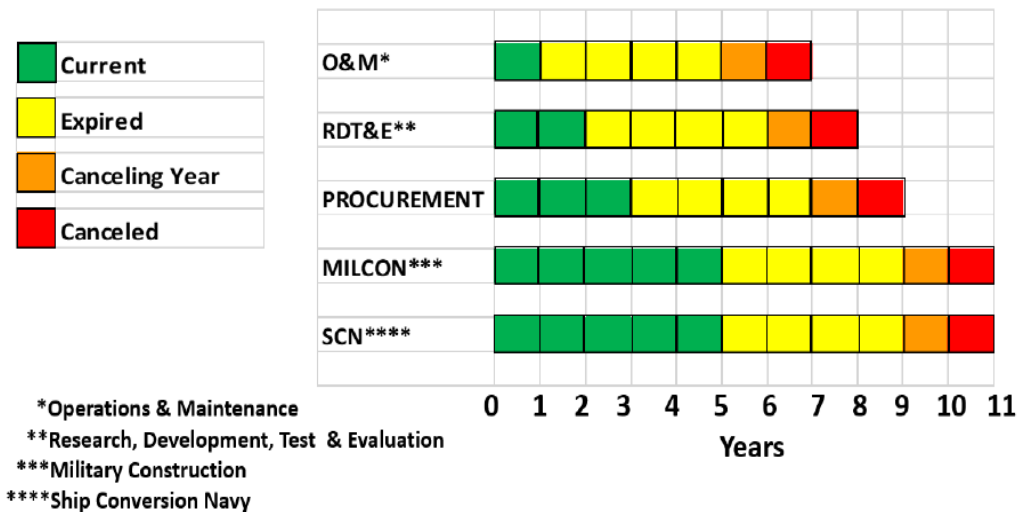 Current
Expired
Canceling Year
Canceled
O&M*
RDT&E**
PROCUREMENT
MILCON***
SCN****
0 1 2 3 4 5 6 7 8 9 10 11
Years
*Operations & Maintenance
**Research, Development, Test & Evaluation
***Military Construction
****Ship Conversion Navy